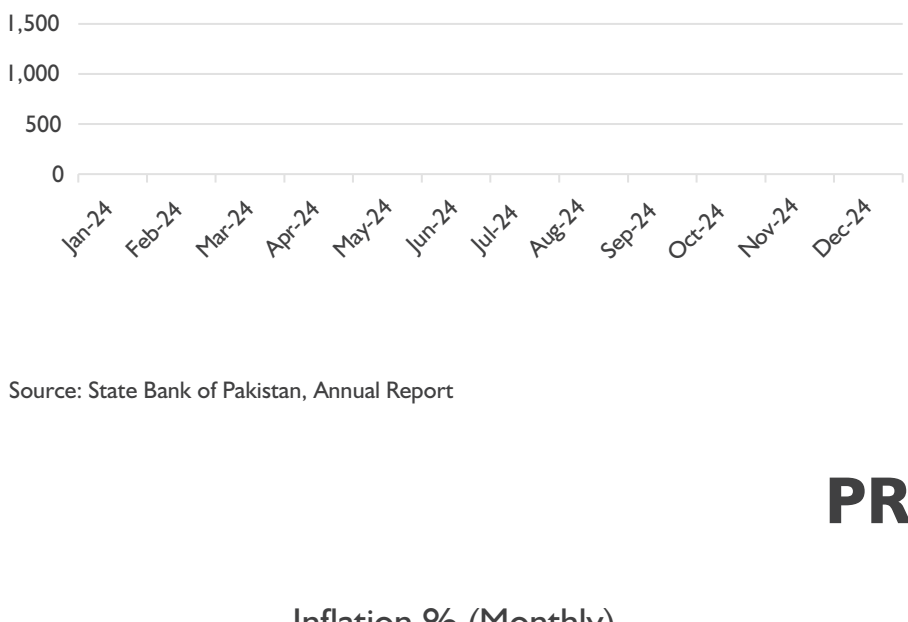 1,500
1,000
500
0
Jan-24 Feb-24 Mar-24 Apr-24 May-24 Jun-24 Jul-24 Aug-24 Sep-24 Oct-24 Nov-24 Dec-24
Source: State Bank of Pakistan, Annual Report
PR
Inflation % (Monthly)